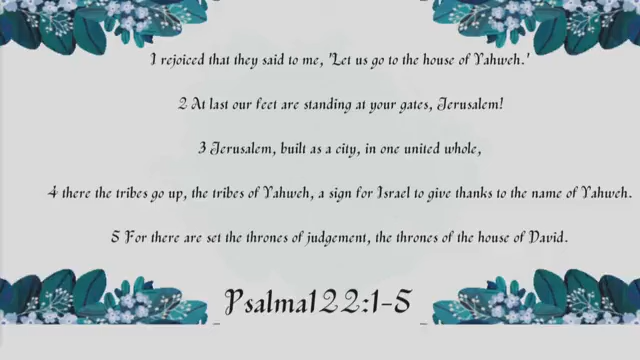 I rejoiced that they said to me, 'Let us go to the house of Yahweh.'
2 At last our feet are standing at your gates, Jerusalem!
3 Jerusalem, built as a city, in one united whole,
4 there the tribes go up, the tribes of Yahweh, a sign for Israel to give thanks to the name of Yahweh.
5 For there are set the thrones of judgement, the thrones of the house of David.
Psalma122:1-5